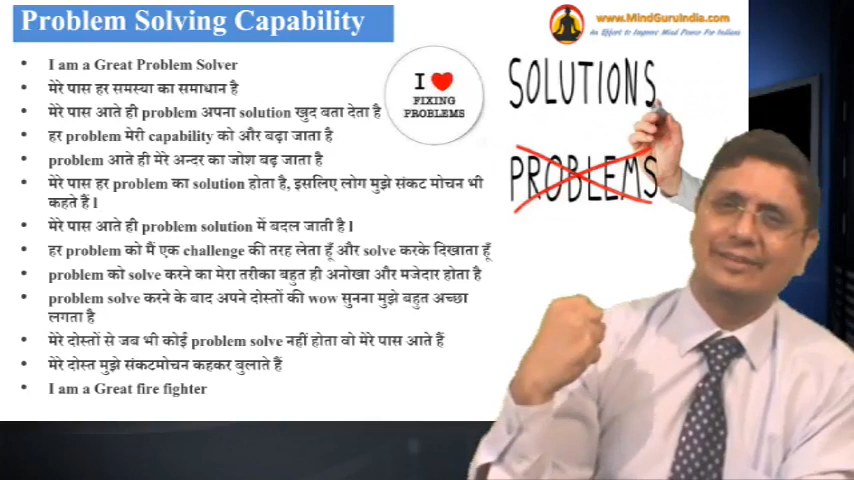 Problem Solving Capability
www.MindGuruIndia.com
An Effort to Improve Mind Power For Indians
I am a Great Problem Solver
मेरे पास हर समस्या का समाधान है
मेरे पास आते ही problem अपना solution खुद बता देता है
हर problem मेरी capability को और बढ़ा जाता है
problem आते ही मेरे अन्दर का जोश बढ़ जाता है
मेरे पास हर problem का solution होता है, इसलिए लोग मुझे संकट मोचन भी
कहते हैं l
मेरे पास आते ही problem solution में बदल जाती है l
हर problem को मैं एक challenge की तरह लेता हूँ और solve करके दिखाता हूँ
problem को solve करने का मेरा तरीका बहुत ही अनोखा और मजेदार होता है
problem solve करने के बाद अपने दोस्तों की wow सुनना मुझे बहुत अच्छा
लगता है
मेरे दोस्तों से जब भी कोई problem solve नहीं होता वो मेरे पास आते हैं
मेरे दोस्त मुझे संकटमोचन कहकर बुलाते हैं
I am a Great fire fighter
I
FIXING
PROBLEMS
SOLUTIONS
PROBLEMS